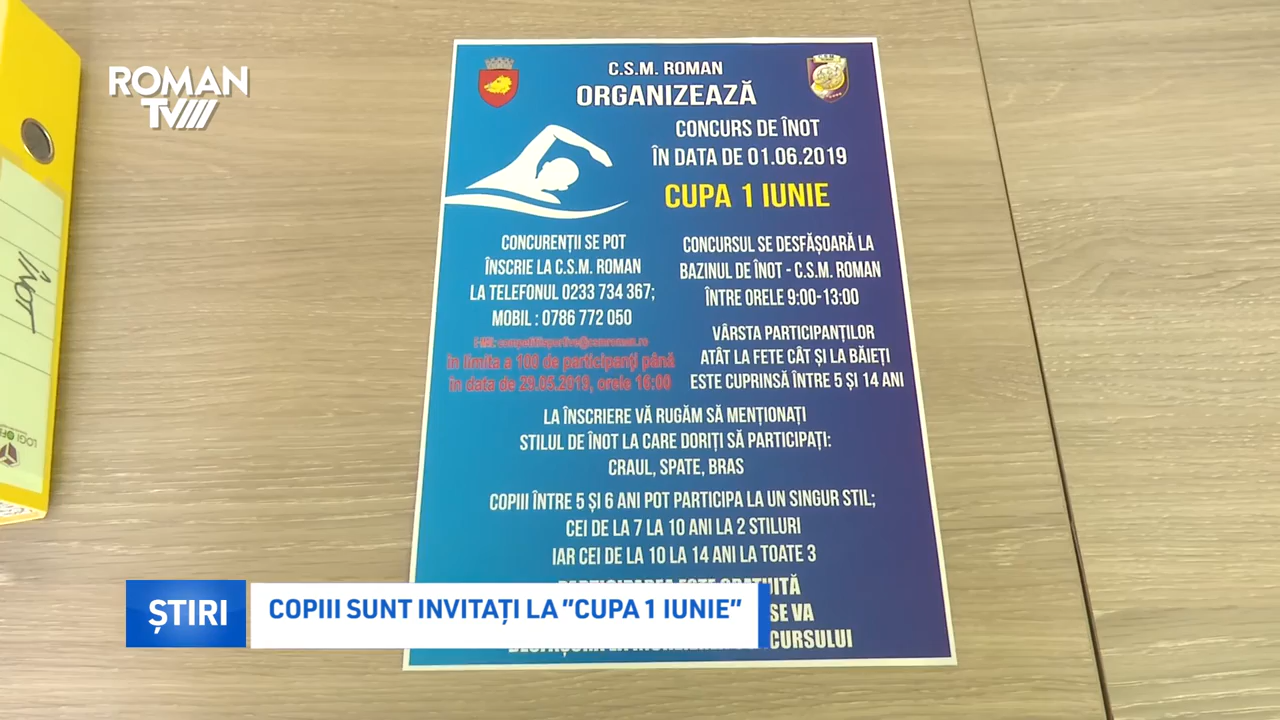 ROMAN
TV
C.S.M. ROMAN
ORGANIZEAZĂ
CONCURS DE ÎNOT
ÎN DATA DE 01.06.2019
CUPA 1 IUNIE
CONCURENȚII SE POT
ÎNSCRIE LA C.S.M. ROMAN
LA TELEFONUL 0233 734 367;
MOBIL : 0786 772 050
în limita a 100 de participanți până
în data de 29.05.2019, orele 16:00
CONCURSUL SE DESFĂȘOARĂ LA
BAZINUL DE ÎNOT - C.S.M. ROMAN
ÎNTRE ORELE 9:00-13:00
VÂRSTA PARTICIPANȚILOR
ATÂT LA FETE CÂT ȘI LA BĂIEȚI
ESTE CUPRINSĂ ÎNTRE 5 ȘI 14 ANI
LA ÎNSCRIERE VĂ RUGĂM SĂ MENȚIONAȚI
STILUL DE ÎNOT LA CARE DORIȚI SĂ PARTICIPAȚI:
CRAUL, SPATE, BRAS
COPIII ÎNTRE 5 ȘI 6 ANI POT PARTICIPA LA UN SINGUR STIL;
CEI DE LA 7 LA 10 ANI LA 2 STILURI
IAR CEI DE LA 10 LA 14 ANI LA TOATE 3
PARTICIPAREA ESTE GRATUITĂ
SE VA
ÎNOT
LOGI
ȘTIRI
COPIII SUNT INVITAȚI LA "CUPA 1 IUNIE"